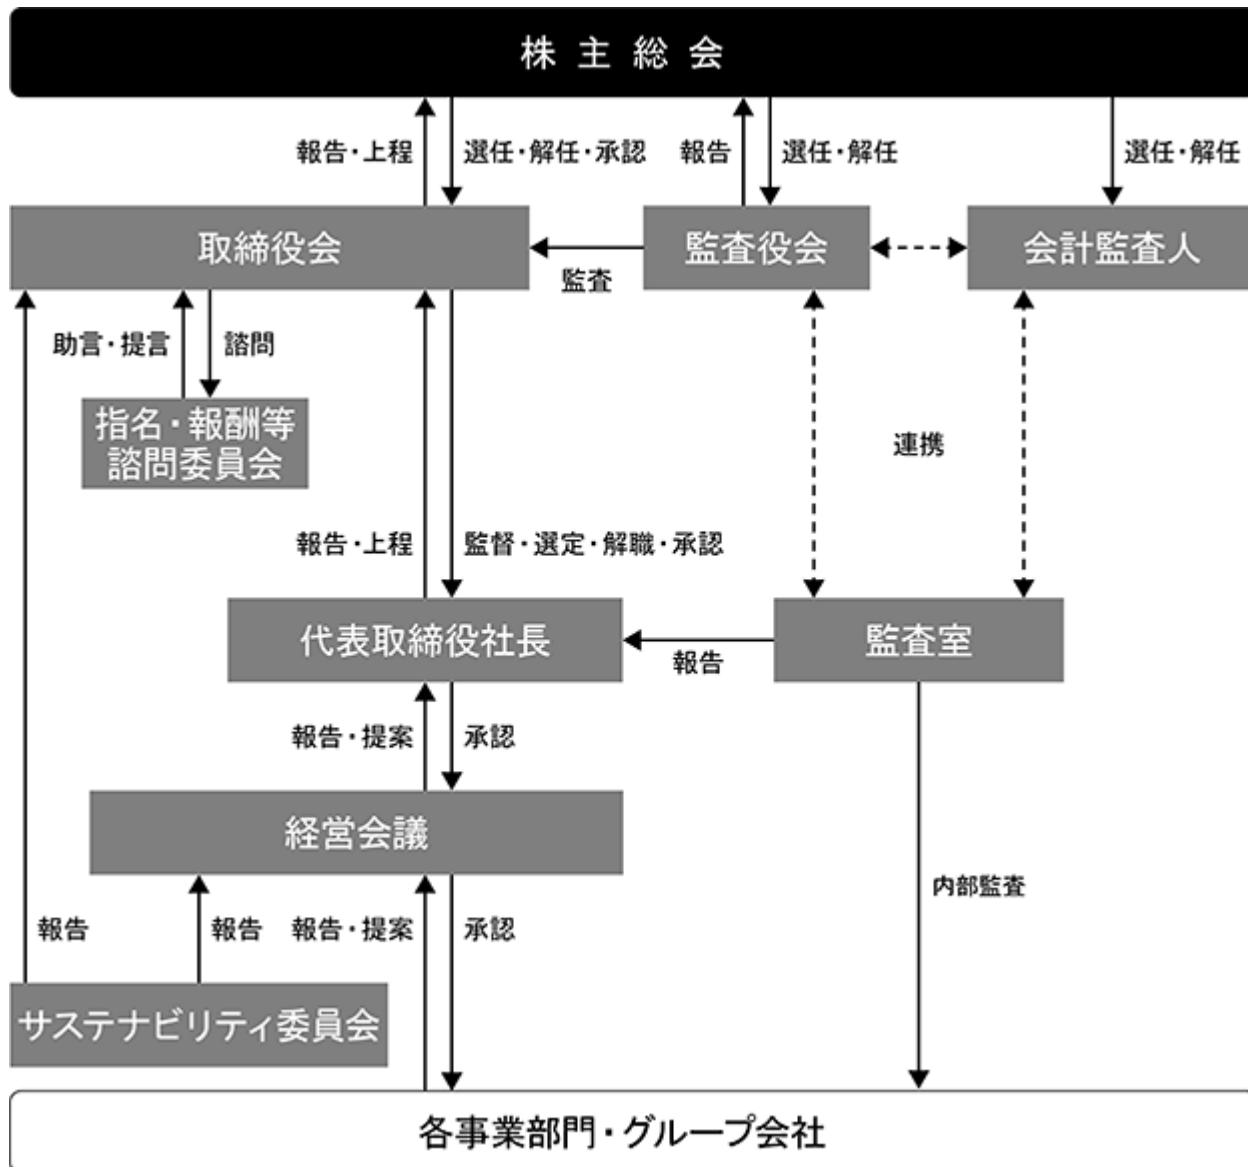 株主総会
報告・上程
選任・解任・承認
報告
選任・解任
選任・解任
取締役会
監査役会
会計監査人
監査
助言・提言
諮問
指名・報酬等
諮問委員会
連携
報告・上程
監督・選定・解職・承認
代表取締役社長
監査室
報告
報告・提案
承認
経営会議
内部監査
報告
報告
報告・提案
承認
サステナビリティ委員会
各事業部門・グループ会社